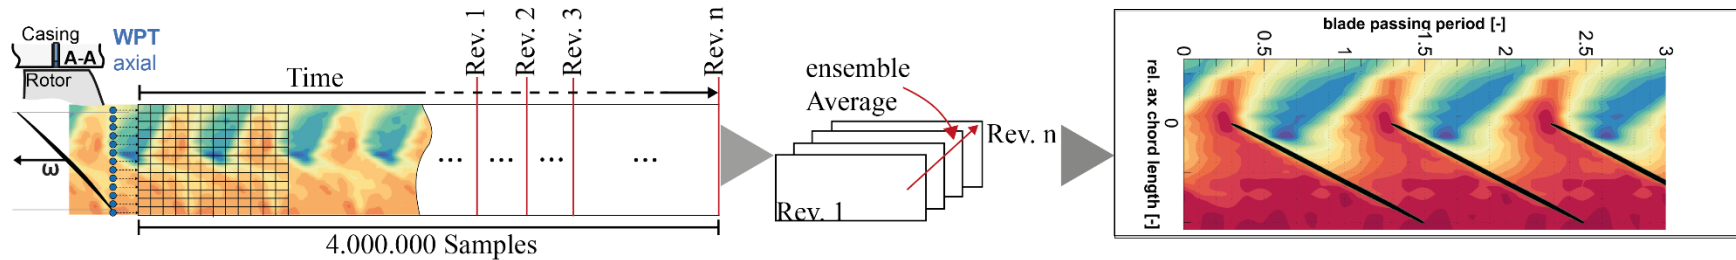 Casing
A-A
Rotor
WPT
axial
ω
Time
Rev. 1
Rev. 2
Rev. 3
Rev. n
... ... ... ...
4.000.000 Samples
ensemble
Average
Rev. n
Rev. 1
blade passing period [-]
0 0.5 1 1.5 2 2.5 3
rel. ax chord length [-]
0